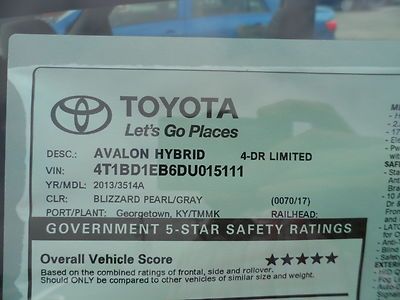 TOYOTA
Let's Go Places
DESC.: AVALON HYBRID 4-DR LIMITED
VIN: 4T1BD1EB6DU015111
YR/MDL: 2013/3514A
CLR: BLIZZARD PEARL/GRAY (0070/17)
PORT/PLANT: Georgetown, KY/TMMK RAILHEAD:
GOVERNMENT 5-STAR SAFETY RATINGS
Overall Vehicle Score ★★★★★
Based on the combined ratings of frontal, side and rollover.
Should ONLY be compared to other vehicles of similar size and weight.